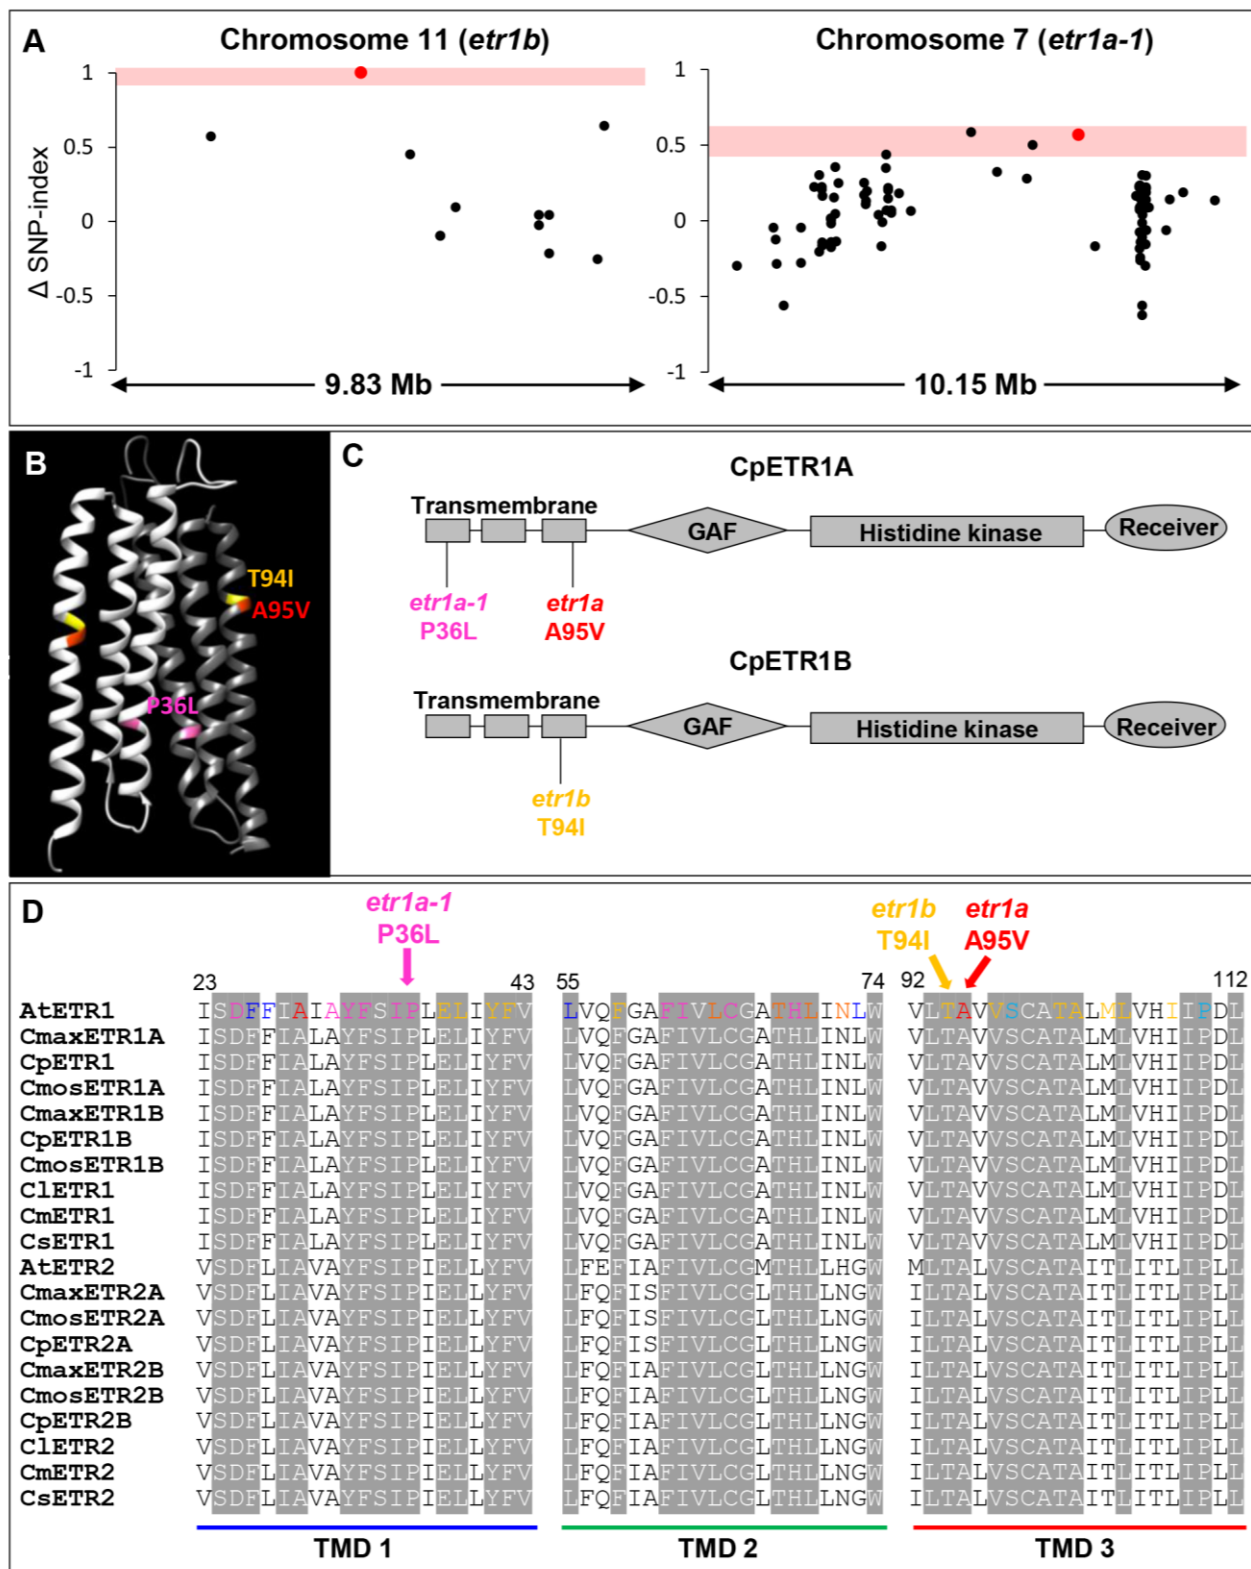 A
Chromosome 11 (etr1b)
Chromosome 7 (etr1a-1)
Δ SNP-index
1
0.5
0
-0.5
-1
9.83 Mb
1
0.5
0
-0.5
-1
10.15 Mb
B
T94I
A95V
P36L
C
CpETR1A
Transmembrane
GAF
Histidine kinase
Receiver
etr1a-1
P36L
etr1a
A95V
CpETR1B
Transmembrane
GAF
Histidine kinase
Receiver
etr1b
T94I
D
etr1a-1
P36L
etr1b
T94I
etr1a
A95V
23 43 55 74 92 112
AtETR1 ISDFFIAIAYFSIPLELIYFV LVQFGAFIVLCGATHLINLW VLTAVVSCATALMLVHIIPDL
CmaxETR1A ISDFFIALAYFSIPLELIYFV LVQFGAFIVLCGATHLINLW VLTAVVSCATALMLVHIIPDL
CpETR1 ISDFFIALAYFSIPLELIYFV LVQFGAFIVLCGATHLINLW VLTAVVSCATALMLVHIIPDL
CmosETR1A ISDFFIALAYFSIPLELIYFV LVQFGAFIVLCGATHLINLW VLTAVVSCATALMLVHIIPDL
CmaxETR1B ISDFFIALAYFSIPLELIYFV LVQFGAFIVLCGATHLINLW VLTAVVSCATALMLVHIIPDL
CpETR1B ISDFFIALAYFSIPLELIYFV LVQFGAFIVLCGATHLINLW VLTAVVSCATALMLVHIIPDL
CmosETR1B ISDFFIALAYFSIPLELIYFV LVQFGAFIVLCGATHLINLW VLTAVVSCATALMLVHIIPDL
ClETR1 ISDFFIALAYFSIPLELIYFV LVQFGAFIVLCGATHLINLW VLTAVVSCATALMLVHIIPDL
CmETR1 ISDFFIALAYFSIPLELIYFV LVQFGAFIVLCGATHLINLW VLTAVVSCATALMLVHIIPDL
CsETR1 ISDFFIALAYFSIPLELIYFV LVQFGAFIVLCGATHLINLW VLTAVVSCATALMLVHIIPDL
AtETR2 VSDFLIAVAYFSIPIELLYFV LFEFIAFIVLCGMTHLLHGW MLTALVSCATAITLITLIPLL
CmaxETR2A VSDFLIAVAYFSIPIELLYFV LFQFISFIVLCGLTHLLNGW ILTALVSCATAITLITLIPLL
CmosETR2A VSDFLIAVAYFSIPIELLYFV LFQFISFIVLCGLTHLLNGW ILTALVSCATAITLITLIPLL
CpETR2A VSDFLIAVAYFSIPIELLYFV LFQFISFIVLCGLTHLLNGW ILTALVSCATAITLITLIPLL
CmaxETR2B VSDFLIAVAYFSIPIELLYFV LFQFIAFIVLCGLTHLLNGW ILTALVSCATAITLITLIPLL
CmosETR2B VSDFLIAVAYFSIPIELLYFV LFQFIAFIVLCGLTHLLNGW ILTALVSCATAITLITLIPLL
CpETR2B VSDFLIAVAYFSIPIELLYFV LFQFIAFIVLCGLTHLLNGW ILTALVSCATAITLITLIPLL
ClETR2 VSDFLIAVAYFSIPIELLYFV LFQFIAFIVLCGLTHLLNGW ILTALVSCATAITLITLIPLL
CmETR2 VSDFLIAVAYFSIPIELLYFV LFQFIAFIVLCGLTHLLNGW ILTALVSCATAITLITLIPLL
CsETR2 VSDFLIAVAYFSIPIELLYFV LFQFIAFIVLCGLTHLLNGW ILTALVSCATAITLITLIPLL
TMD 1 TMD 2 TMD 3